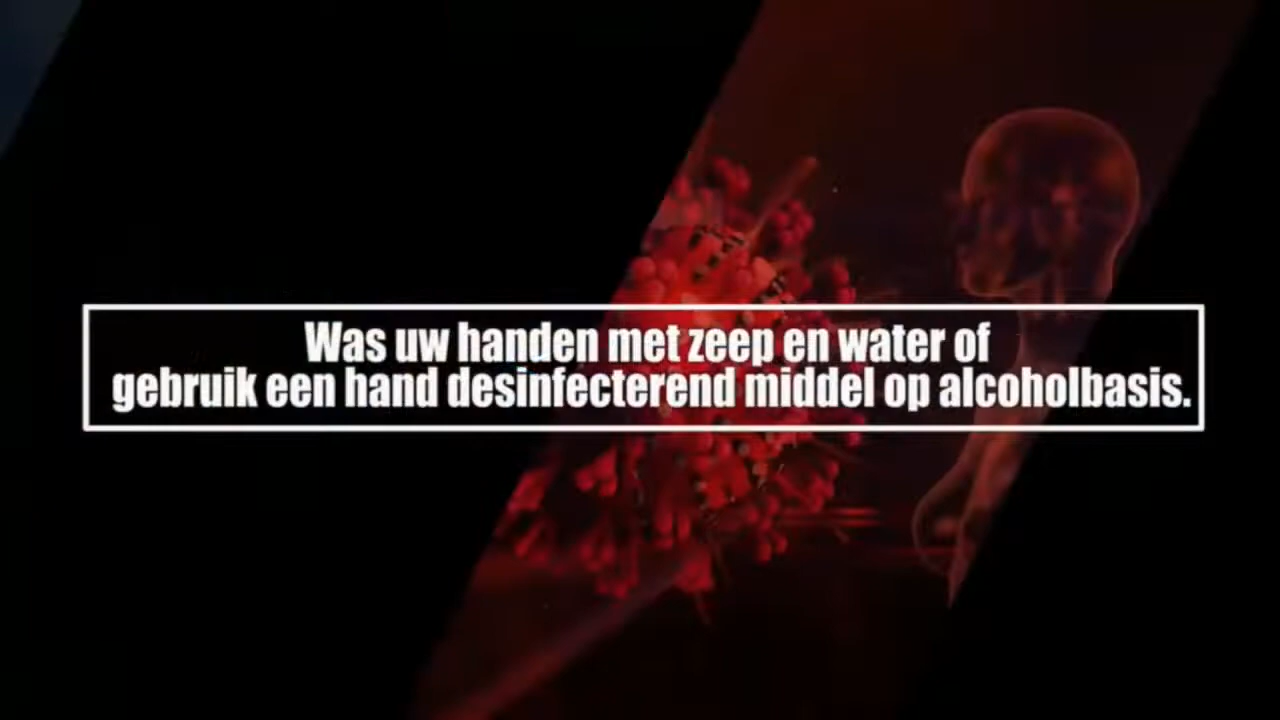 Was uw handen met zeep en water of
gebruik een hand desinfecterend middel op alcoholbasis.